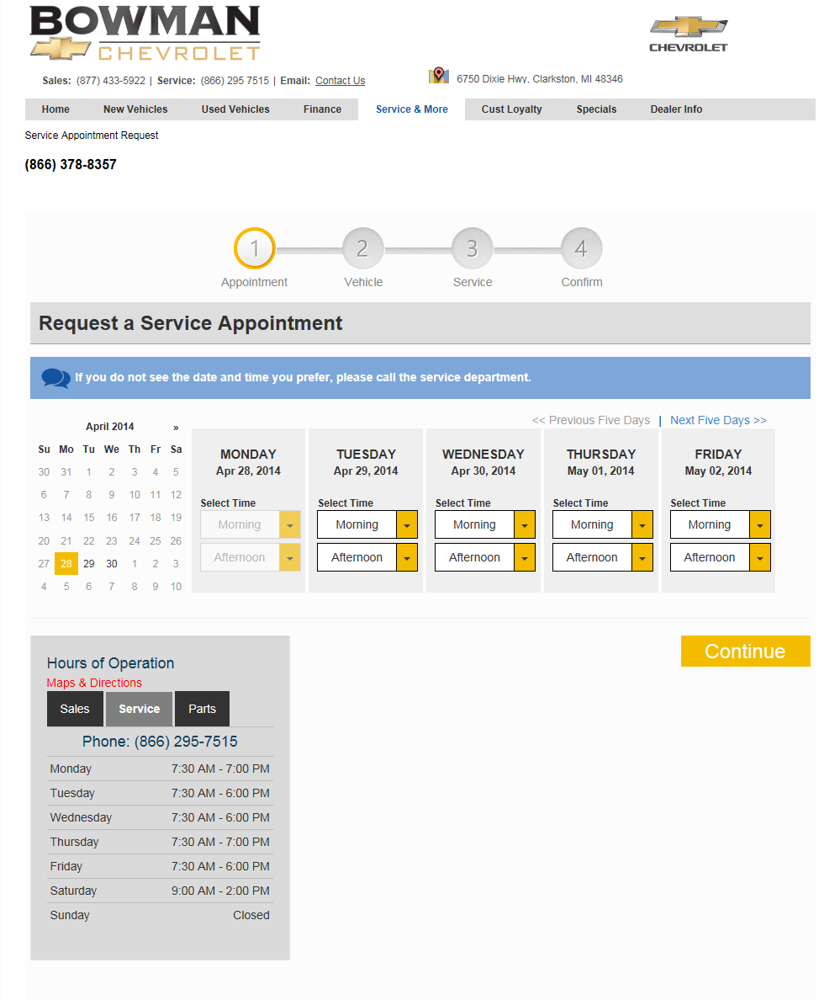 BOWMAN
CHEVROLET
CHEVROLET
Sales: (877) 433-5922 | Service: (866) 295 7515 | Email: Contact Us
6750 Dixie Hwy, Clarkston, MI 48346
Home New Vehicles Used Vehicles Finance Service & More Cust Loyalty Specials Dealer Info
Service Appointment Request
(866) 378-8357
1 2 3 4
Appointment Vehicle Service Confirm
Request a Service Appointment
If you do not see the date and time you prefer, please call the service department.
<< Previous Five Days | Next Five Days >>
April 2014 »
Su Mo Tu We Th Fr Sa
30 31 1 2 3 4 5
6 7 8 9 10 11 12
13 14 15 16 17 18 19
20 21 22 23 24 25 26
27 28 29 30 1 2 3
4 5 6 7 8 9 10
MONDAY TUESDAY WEDNESDAY THURSDAY FRIDAY
Apr 28, 2014 Apr 29, 2014 Apr 30, 2014 May 01, 2014 May 02, 2014
Select Time Select Time Select Time Select Time Select Time
Morning Morning Morning Morning Morning
Afternoon Afternoon Afternoon Afternoon Afternoon
Continue
Hours of Operation
Maps & Directions
Sales Service Parts
Phone: (866) 295-7515
Monday 7:30 AM - 7:00 PM
Tuesday 7:30 AM - 6:00 PM
Wednesday 7:30 AM - 6:00 PM
Thursday 7:30 AM - 7:00 PM
Friday 7:30 AM - 6:00 PM
Saturday 9:00 AM - 2:00 PM
Sunday Closed